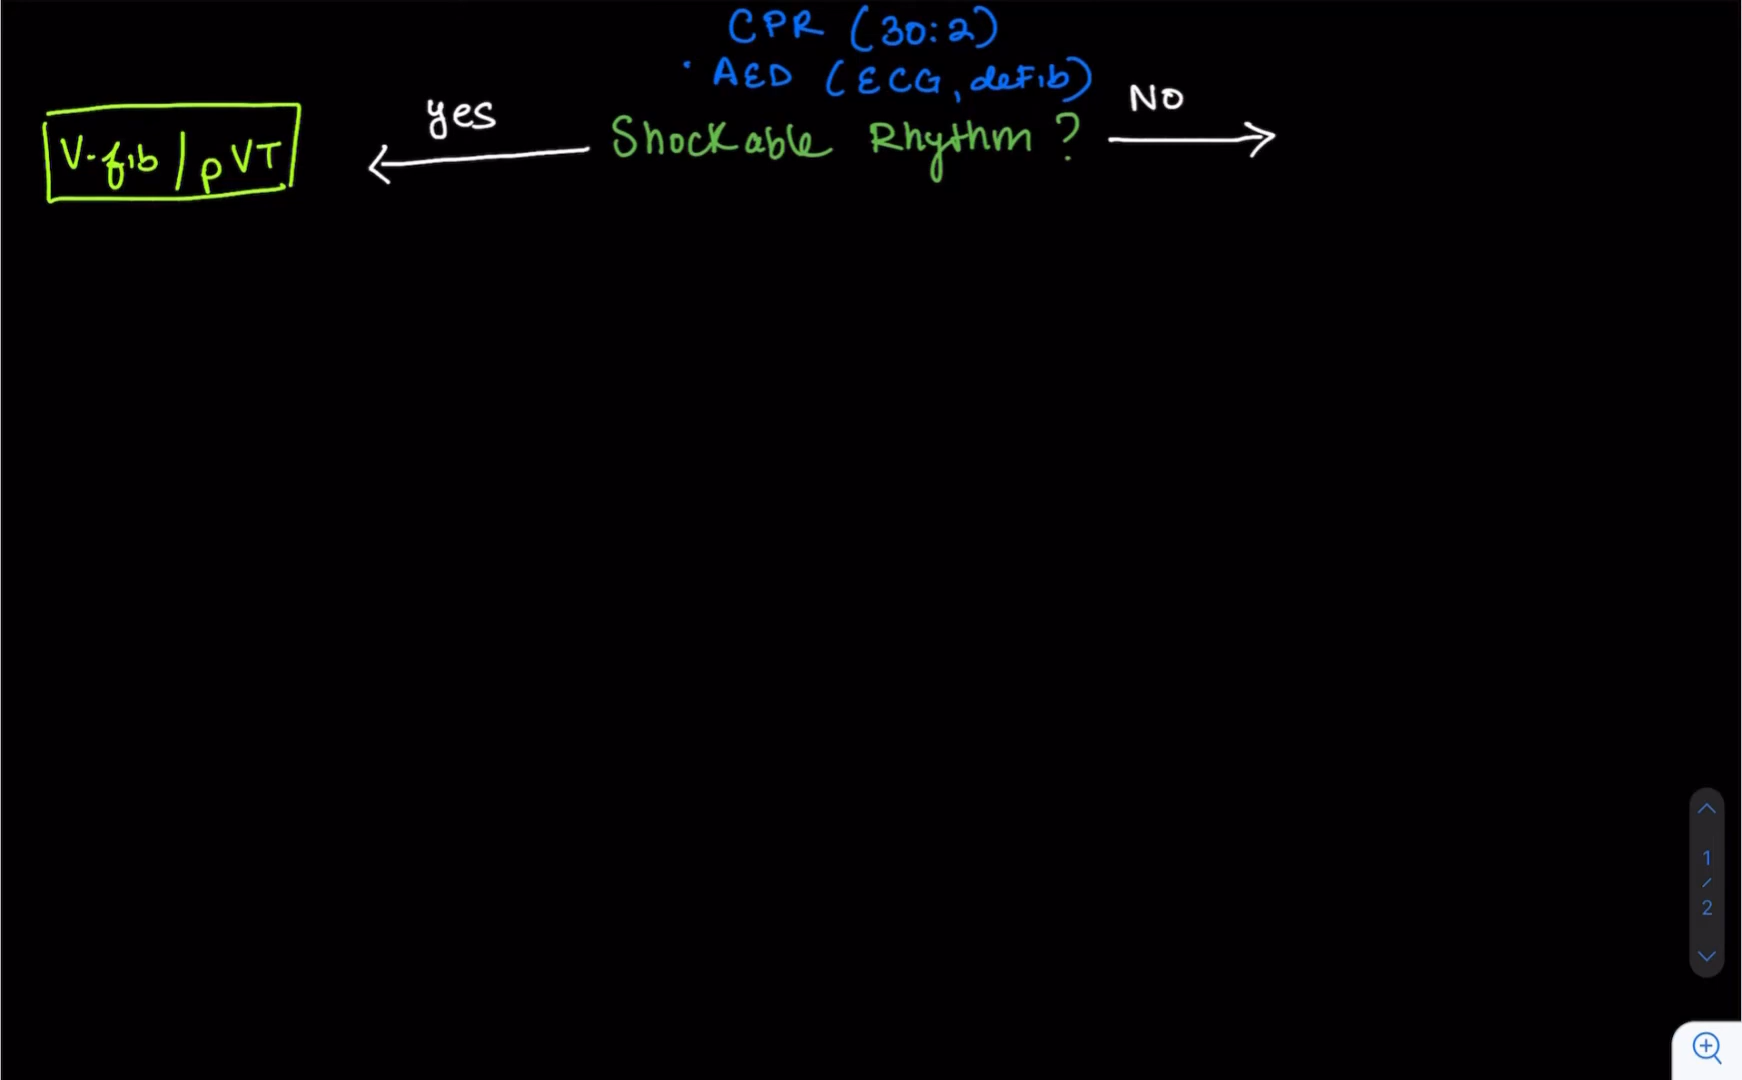 CPR (30:2)
· AED (ECG, defib)
yes
Shockable Rhythm?
NO
V-fib / pVT
1
/
2